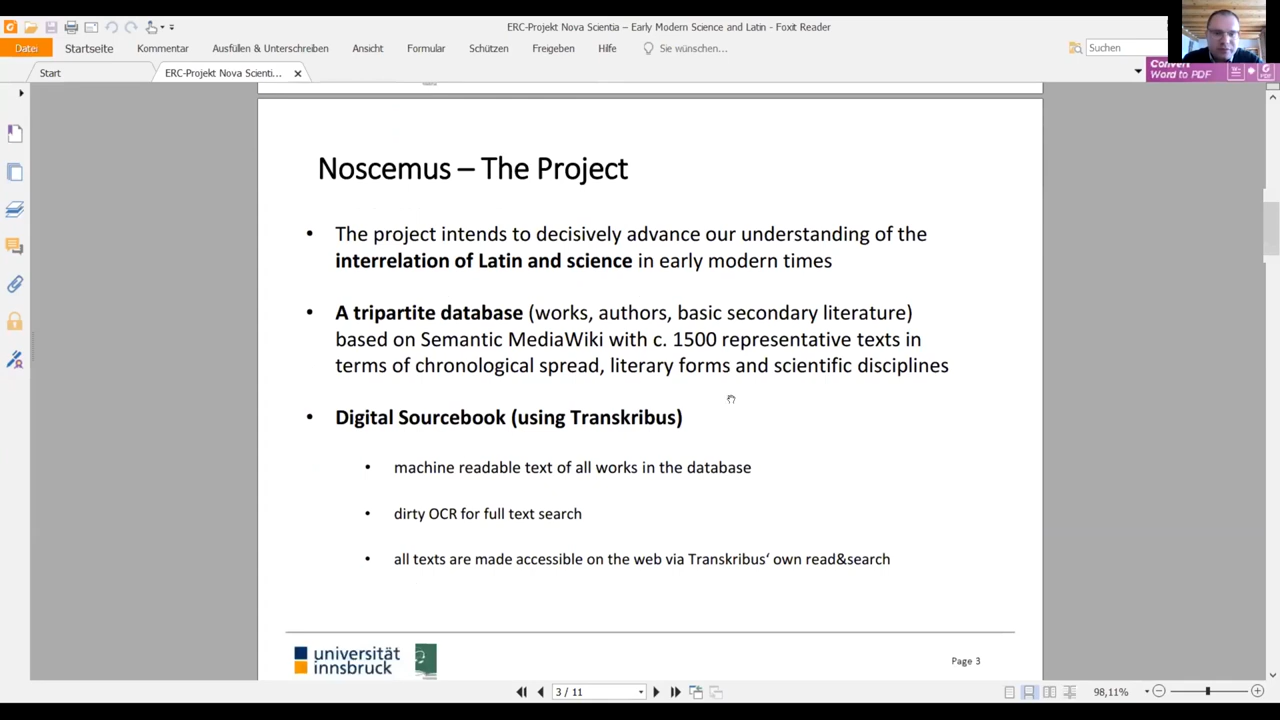 ERC-Projekt Nova Scientia – Early Modern Science and Latin - Foxit Reader
Datei Startseite Kommentar Ausfüllen & Unterschreiben Ansicht Formular Schützen Freigeben Hilfe Sie wünschen... Suchen
Convert
Word to PDF
Start ERC-Projekt Nova Scienti...
Noscemus – The Project
• The project intends to decisively advance our understanding of the
interrelation of Latin and science in early modern times
• A tripartite database (works, authors, basic secondary literature)
based on Semantic MediaWiki with c. 1500 representative texts in
terms of chronological spread, literary forms and scientific disciplines
• Digital Sourcebook (using Transkribus)
• machine readable text of all works in the database
• dirty OCR for full text search
• all texts are made accessible on the web via Transkribus‘ own read&search
universität
innsbruck
Page 3
3 / 11
98,11%